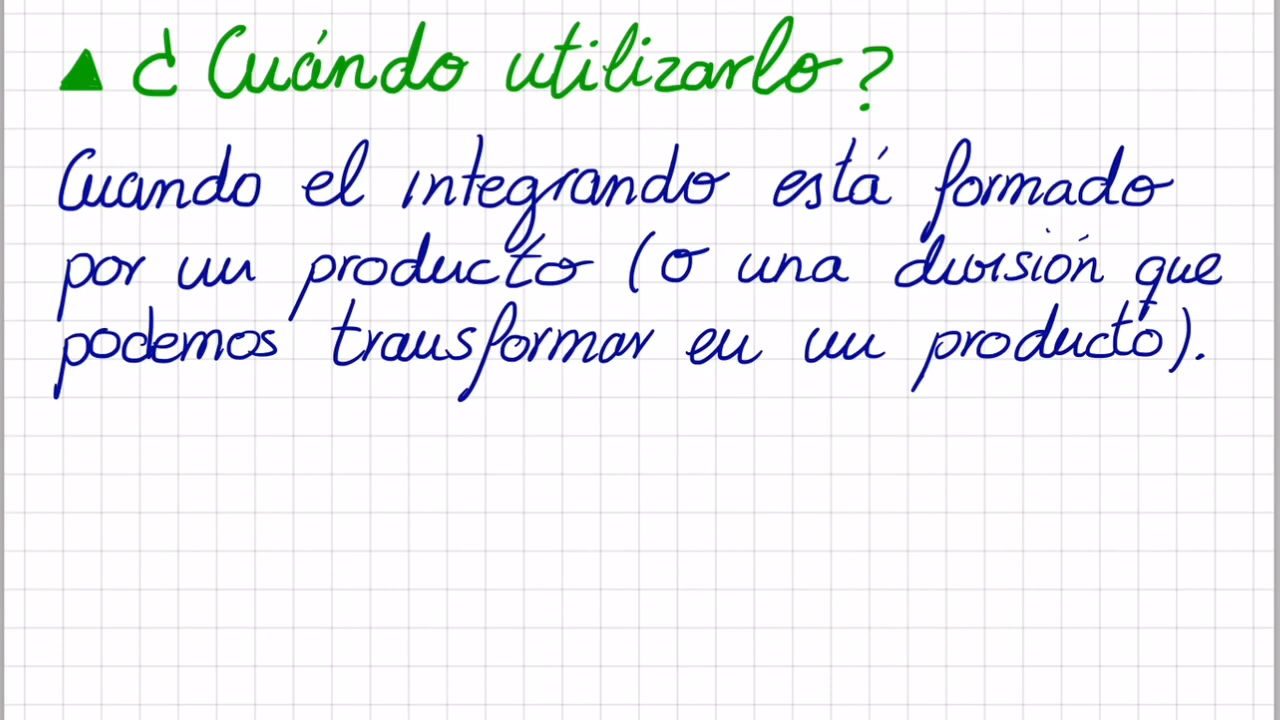 ▲ ¿Cuándo utilizarlo?
Cuando el integrando está formado
por un producto (o una división que
podemos transformar en un producto).